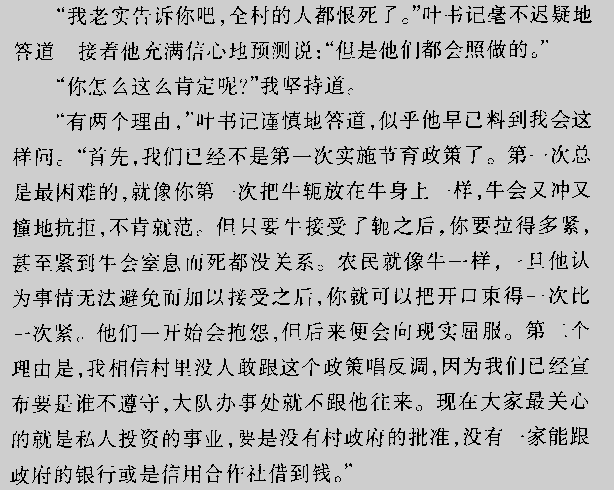 “我老实告诉你吧，全村的人都恨死了。”叶书记毫不迟疑地
答道 接着他充满信心地预测说：“但是他们都会照做的。”
“你怎么这么肯定呢?”我坚持道。
“有两个理由，”叶书记谨慎地答道，似乎他早已料到我会这
样问。“首先，我们已经不是第一次实施节育政策了。第一次总
是最困难的，就像你第一次把牛轭放在牛身上一样，牛会又冲又
撞地抗拒，不肯就范。但只要牛接受了轭之后，你要拉得多紧，
甚至紧到牛会窒息而死都没关系。农民就像牛一样，一旦他认
为事情无法避免而加以接受之后，你就可以把开口束得一次比
一次紧。他们一开始会抱怨，但后来便会向现实屈服。第二个
理由是，我相信村里没人敢跟这个政策唱反调，因为我们已经宣
布要是谁不遵守，大队办事处就不跟他往来。现在大家最关心
的就是私人投资的事业，要是没有村政府的批准，没有一家能跟
政府的银行或是信用合作社借到钱。”